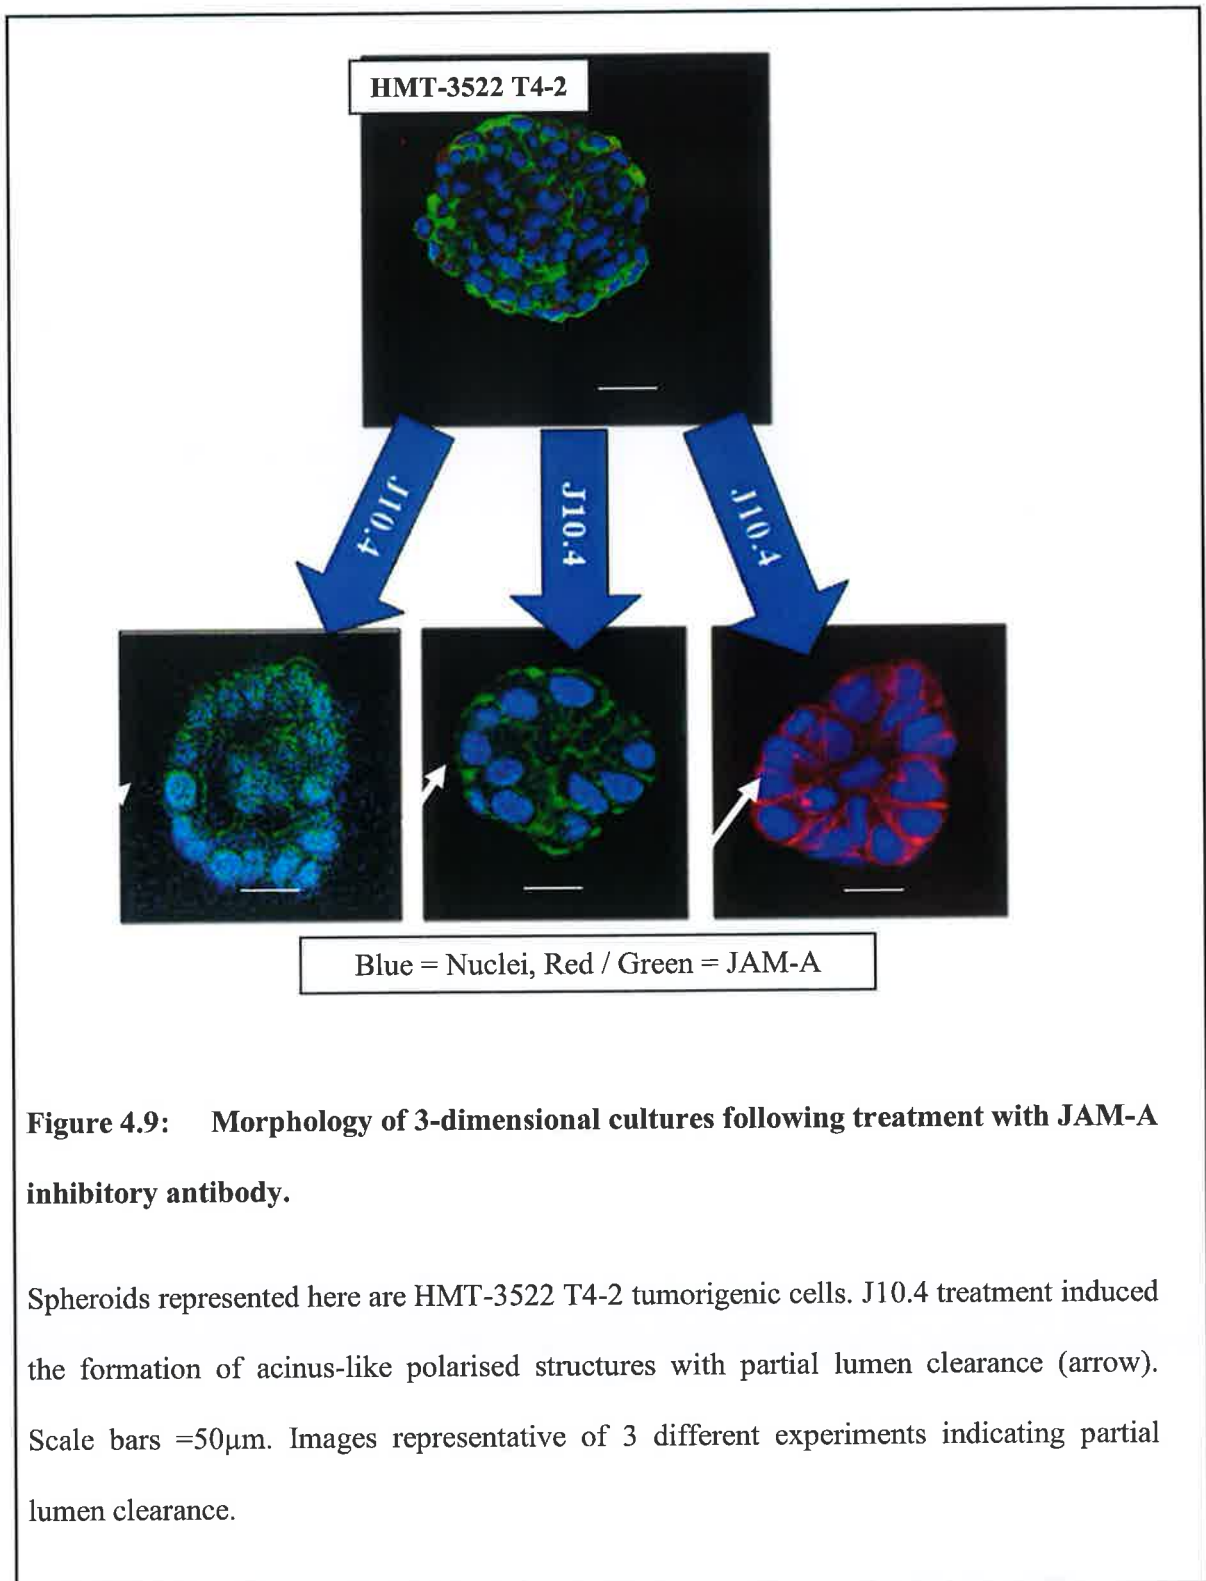 HMT-3522 T4-2
J10.4
J10.4
J10.4
Blue = Nuclei, Red / Green = JAM-A
Figure 4.9: Morphology of 3-dimensional cultures following treatment with JAM-A
inhibitory antibody.
Spheroids represented here are HMT-3522 T4-2 tumorigenic cells. J10.4 treatment induced
the formation of acinus-like polarised structures with partial lumen clearance (arrow).
Scale bars =50μm. Images representative of 3 different experiments indicating partial
lumen clearance.